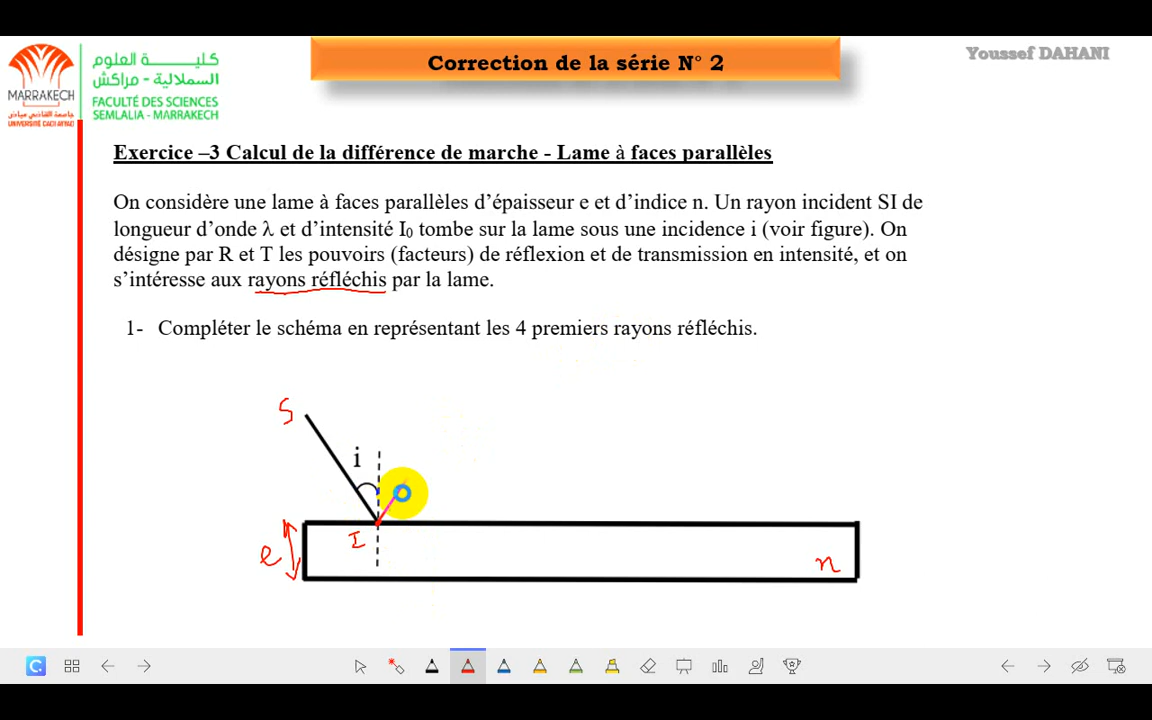 كليـــة العلوم
السملالية - مراكش
MARRAKECH
FACULTÉ DES SCIENCES
SEMLALIA - MARRAKECH
Correction de la série N° 2
Youssef DAHANI
Exercice –3 Calcul de la différence de marche - Lame à faces parallèles
On considère une lame à faces parallèles d’épaisseur e et d’indice n. Un rayon incident SI de
longueur d’onde λ et d’intensité I₀ tombe sur la lame sous une incidence i (voir figure). On
désigne par R et T les pouvoirs (facteurs) de réflexion et de transmission en intensité, et on
s’intéresse aux rayons réfléchis par la lame.
1- Compléter le schéma en représentant les 4 premiers rayons réfléchis.
S
i
I
e
n